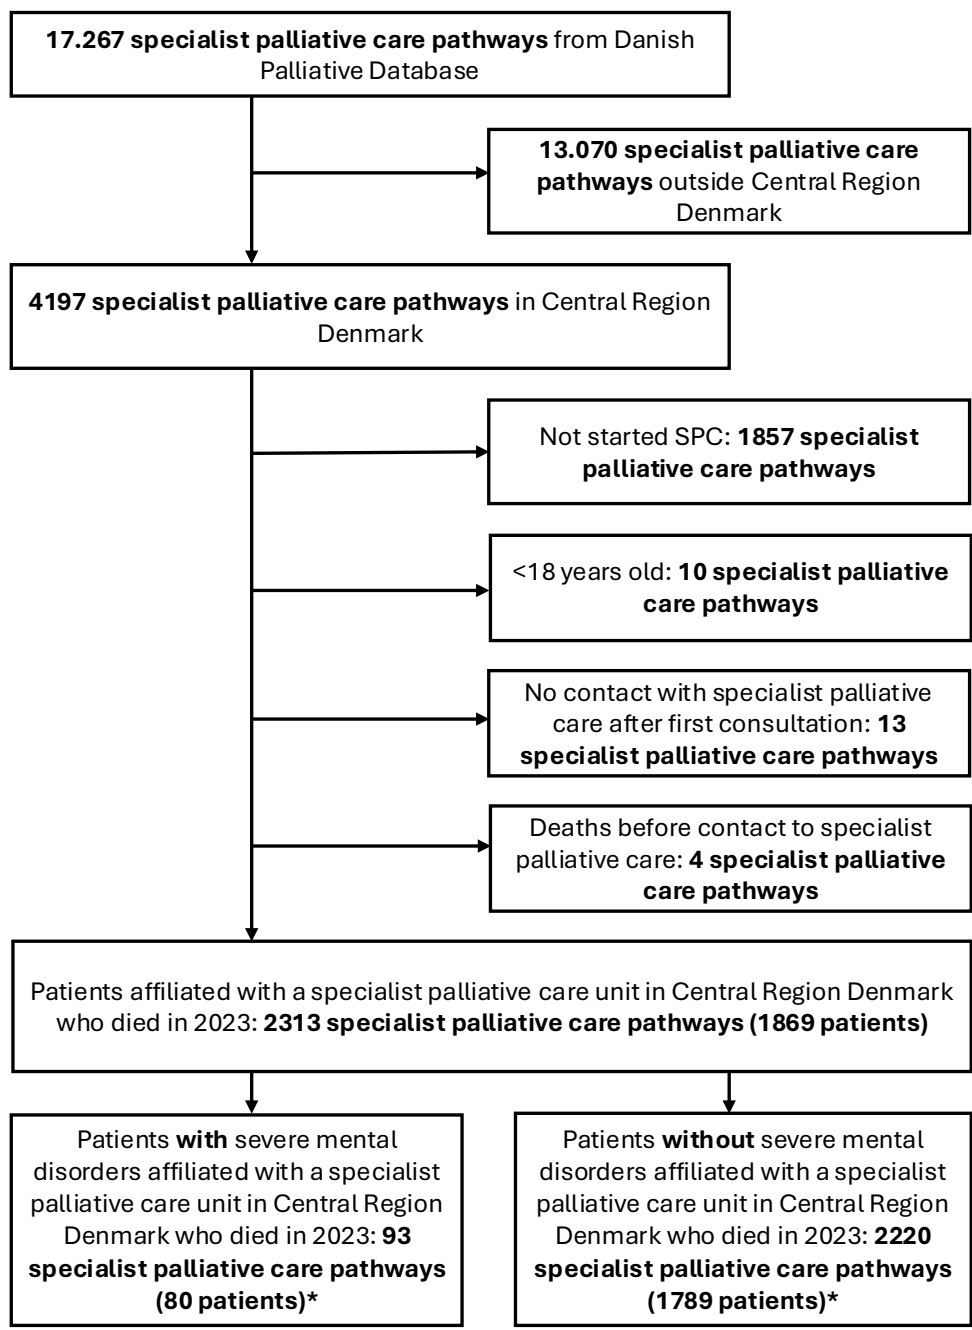 17.267 specialist palliative care pathways from Danish
Palliative Database
13.070 specialist palliative care
pathways outside Central Region
Denmark
4197 specialist palliative care pathways in Central Region
Denmark
Not started SPC: 1857 specialist
palliative care pathways
<18 years old: 10 specialist palliative
care pathways
No contact with specialist palliative
care after first consultation: 13
specialist palliative care pathways
Deaths before contact to specialist
palliative care: 4 specialist palliative
care pathways
Patients affiliated with a specialist palliative care unit in Central Region Denmark
who died in 2023: 2313 specialist palliative care pathways (1869 patients)
Patients with severe mental
disorders affiliated with a specialist
palliative care unit in Central Region
Denmark who died in 2023: 93
specialist palliative care pathways
(80 patients)*
Patients without severe mental
disorders affiliated with a specialist
palliative care unit in Central Region
Denmark who died in 2023: 2220
specialist palliative care pathways
(1789 patients)*